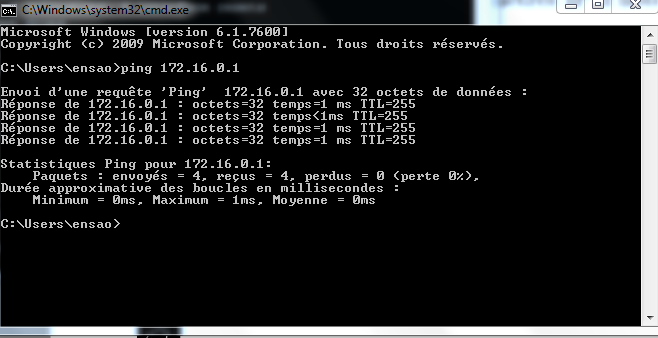 C:\Windows\system32\cmd.exe
Microsoft Windows [version 6.1.7600]
Copyright (c) 2009 Microsoft Corporation. Tous droits réservés.
C:\Users\ensao>ping 172.16.0.1
Envoi d'une requête 'Ping'  172.16.0.1 avec 32 octets de données :
Réponse de 172.16.0.1 : octets=32 temps=1 ms TTL=255
Réponse de 172.16.0.1 : octets=32 temps<1ms TTL=255
Réponse de 172.16.0.1 : octets=32 temps=1 ms TTL=255
Réponse de 172.16.0.1 : octets=32 temps=1 ms TTL=255
Statistiques Ping pour 172.16.0.1:
Paquets : envoyés = 4, reçus = 4, perdus = 0 (perte 0%),
Durée approximative des boucles en millisecondes :
Minimum = 0ms, Maximum = 1ms, Moyenne = 0ms
C:\Users\ensao>